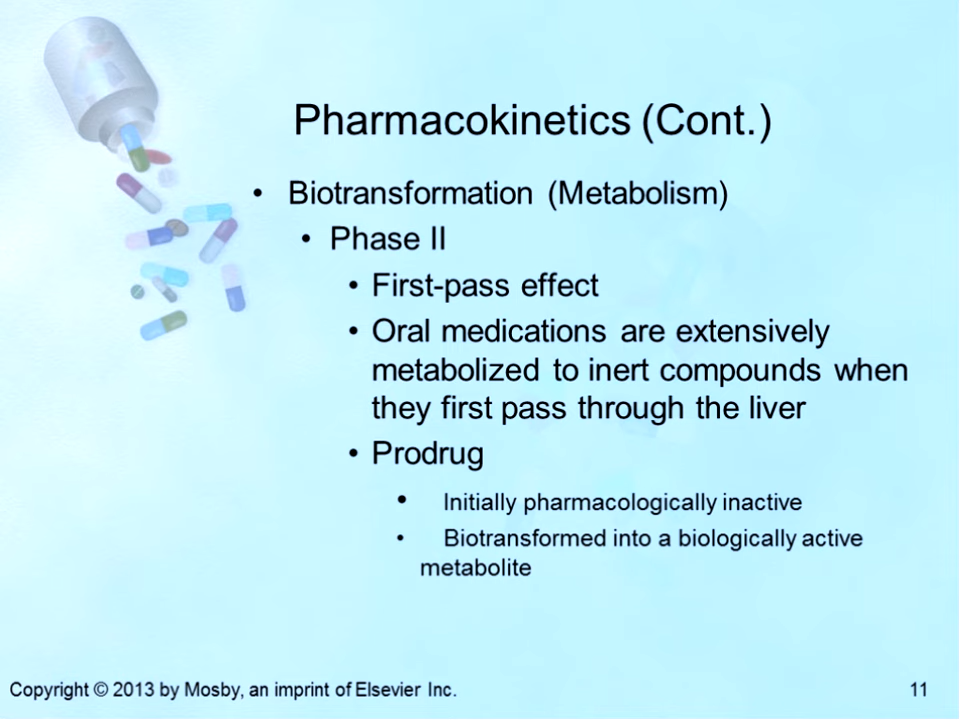 Pharmacokinetics (Cont.)
• Biotransformation (Metabolism)
• Phase II
• First-pass effect
• Oral medications are extensively
metabolized to inert compounds when
they first pass through the liver
• Prodrug
• Initially pharmacologically inactive
• Biotransformed into a biologically active
metabolite
Copyright © 2013 by Mosby, an imprint of Elsevier Inc.
11